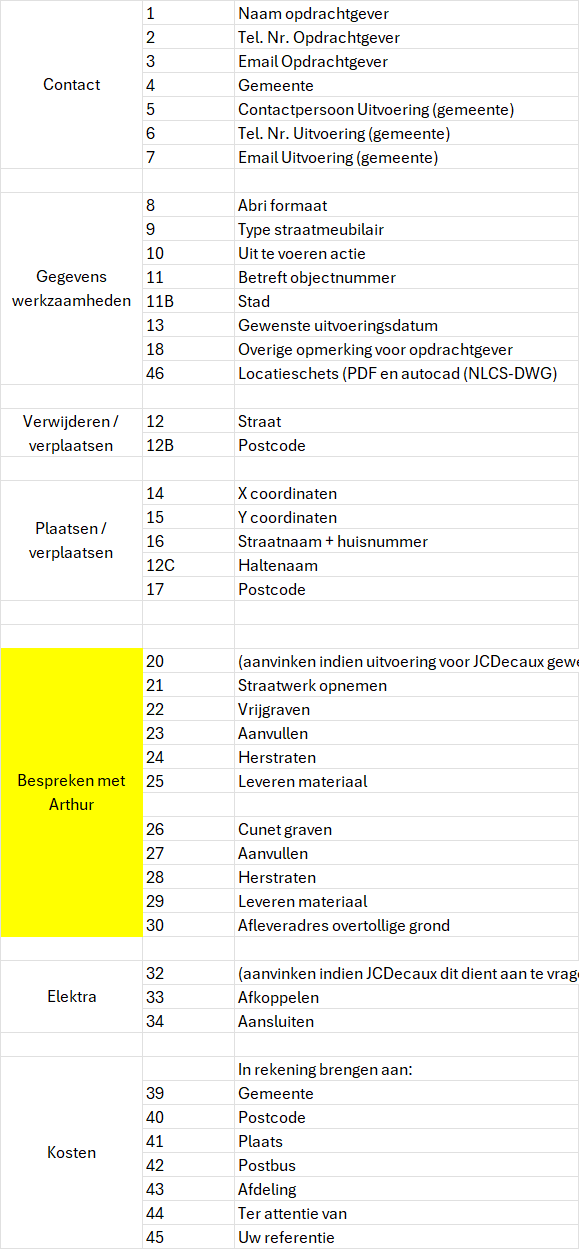 Contact
1 Naam opdrachtgever
2 Tel. Nr. Opdrachtgever
3 Email Opdrachtgever
4 Gemeente
5 Contactpersoon Uitvoering (gemeente)
6 Tel. Nr. Uitvoering (gemeente)
7 Email Uitvoering (gemeente)
Gegevens
werkzaamheden
8 Abri formaat
9 Type straatmeubilair
10 Uit te voeren actie
11 Betreft objectnummer
11B Stad
13 Gewenste uitvoeringsdatum
18 Overige opmerking voor opdrachtgever
46 Locatieschets (PDF en autocad (NLCS-DWG)
Verwijderen /
verplaatsen
12 Straat
12B Postcode
Plaatsen /
verplaatsen
14 X coordinaten
15 Y coordinaten
16 Straatnaam + huisnummer
12C Haltenaam
17 Postcode
Bespreken met
Arthur
20 (aanvinken indien uitvoering voor JCDecaux gewe
21 Straatwerk opnemen
22 Vrijgraven
23 Aanvullen
24 Herstraten
25 Leveren materiaal
26 Cunet graven
27 Aanvullen
28 Herstraten
29 Leveren materiaal
30 Afleveradres overtollige grond
Elektra
32 (aanvinken indien JCDecaux dit dient aan te vrag
33 Afkoppelen
34 Aansluiten
Kosten
In rekening brengen aan:
39 Gemeente
40 Postcode
41 Plaats
42 Postbus
43 Afdeling
44 Ter attentie van
45 Uw referentie